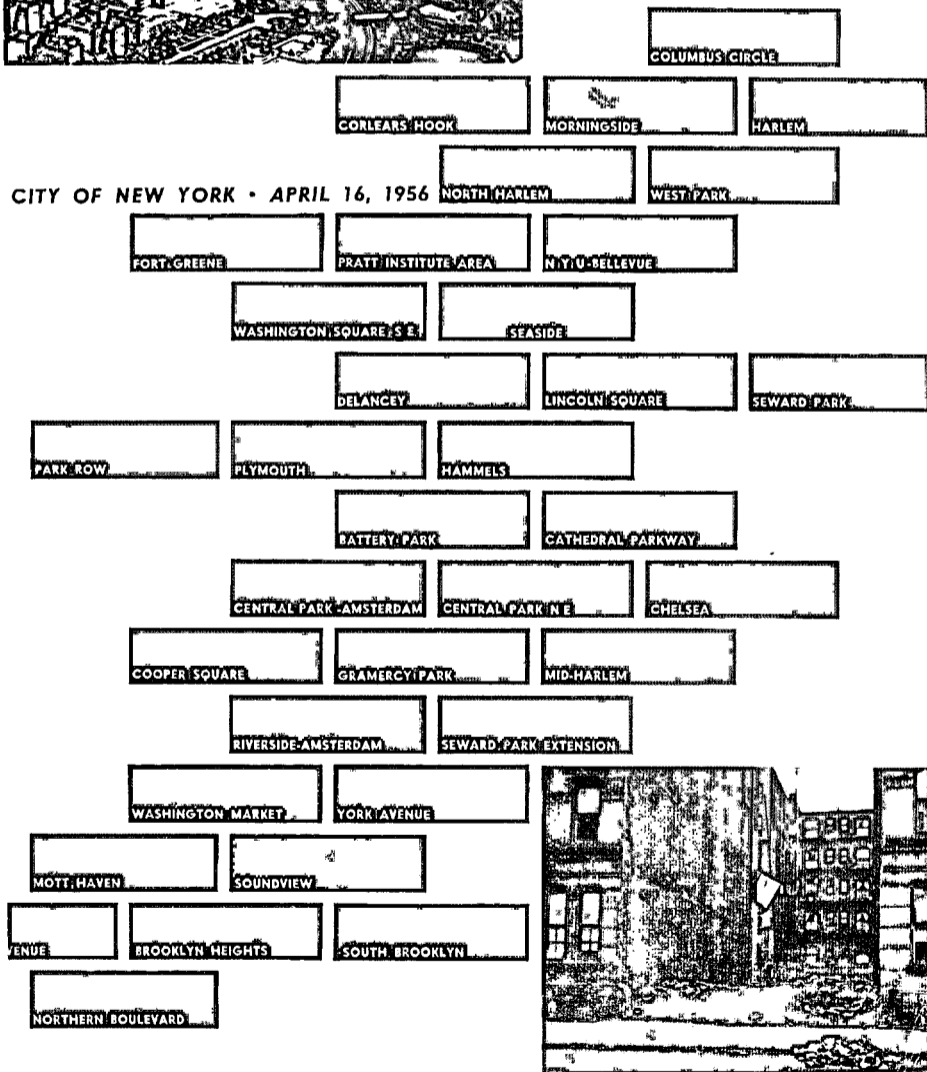 COLUMBUS CIRCLE
CORLEARS HOOK MORNINGSIDE HARLEM
CITY OF NEW YORK • APRIL 16, 1956 NORTH HARLEM WEST PARK
FORT GREENE PRATT INSTITUTE AREA N Y U-BELLEVUE
WASHINGTON SQUARE S E SEASIDE
DELANCEY LINCOLN SQUARE SEWARD PARK
PARK ROW PLYMOUTH HAMMELS
BATTERY PARK CATHEDRAL PARKWAY
CENTRAL PARK-AMSTERDAM CENTRAL PARK N E CHELSEA
COOPER SQUARE GRAMERCY PARK MID-HARLEM
RIVERSIDE-AMSTERDAM SEWARD PARK EXTENSION
WASHINGTON MARKET YORK AVENUE
MOTT HAVEN SOUNDVIEW
VENUE BROOKLYN HEIGHTS SOUTH BROOKLYN
NORTHERN BOULEVARD